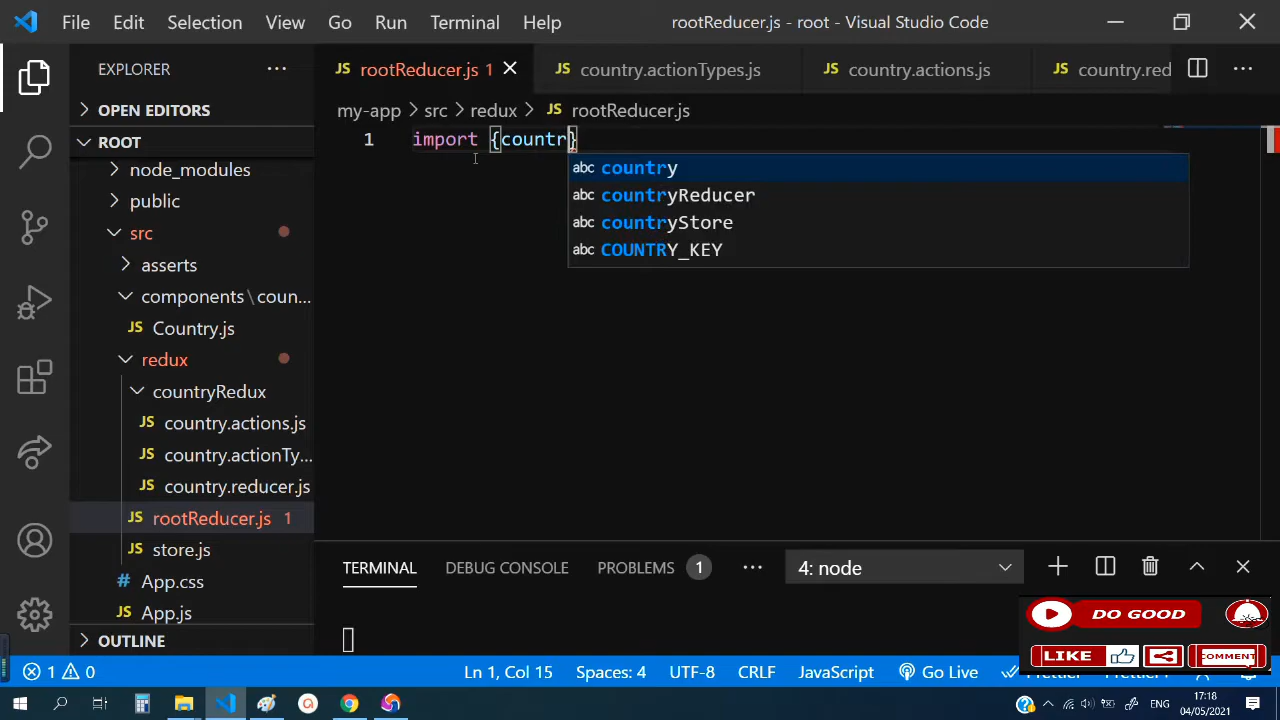 File Edit Selection View Go Run Terminal Help rootReducer.js - root - Visual Studio Code
EXPLORER
JS rootReducer.js 1 JS country.actionTypes.js JS country.actions.js JS country.red
OPEN EDITORS
my-app > src > redux > JS rootReducer.js
ROOT
1 import {countr}
node_modules
public
src
asserts
components\coun...
JS Country.js
redux
countryRedux
JS country.actions.js
JS country.actionTy...
JS country.reducer.js
JS rootReducer.js 1
JS store.js
# App.css
JS App.js
OUTLINE
abc country
abc countryReducer
abc countryStore
abc COUNTRY_KEY
TERMINAL DEBUG CONSOLE PROBLEMS 1 4: node
DO GOOD
LIKE COMMENT
1 0 Ln 1, Col 15 Spaces: 4 UTF-8 CRLF JavaScript Go Live
ENG 17:18
04/05/2021